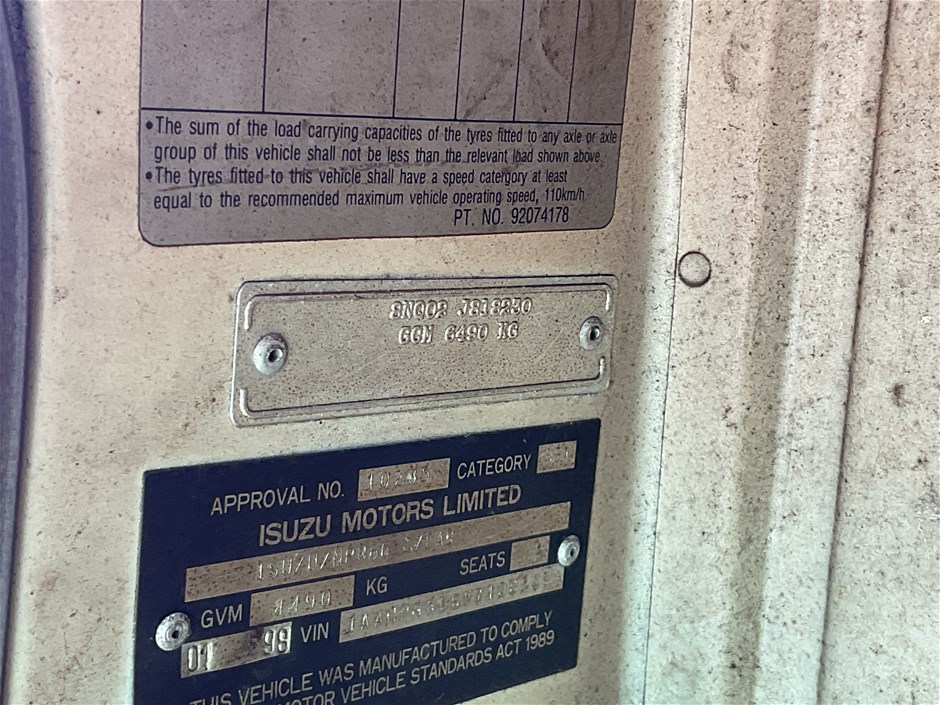 •The sum of the load carrying capacities of the tyres fitted to any axle or axle
group of this vehicle shall not be less than the relevant load shown above.
•The tyres fitted to this vehicle shall have a speed catergory at least
equal to the recommended maximum vehicle operating speed, 110km/h
PT. NO. 92074178
GCM 6490 KG
APPROVAL NO. CATEGORY
ISUZU MOTORS LIMITED
SEATS
GVM 4490 KG
01 98 VIN
THIS VEHICLE WAS MANUFACTURED TO COMPLY
MOTOR VEHICLE STANDARDS ACT 1989